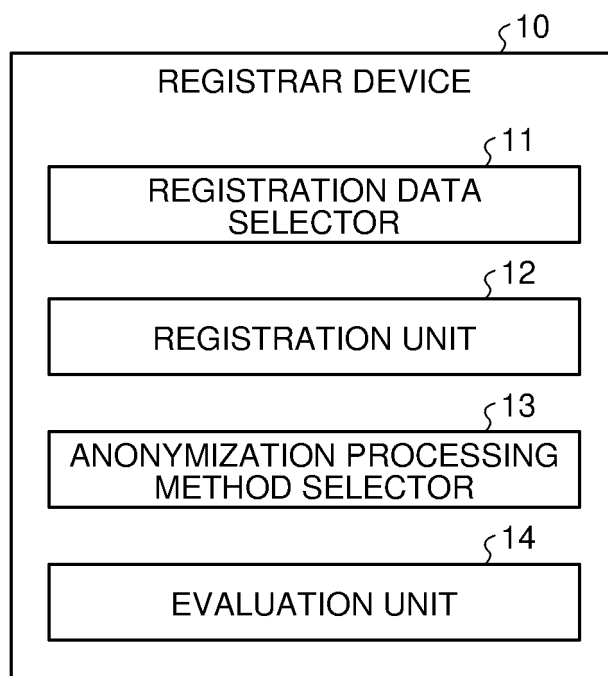 10
REGISTRAR DEVICE
11
REGISTRATION DATA
SELECTOR
12
REGISTRATION UNIT
13
ANONYMIZATION PROCESSING
METHOD SELECTOR
14
EVALUATION UNIT